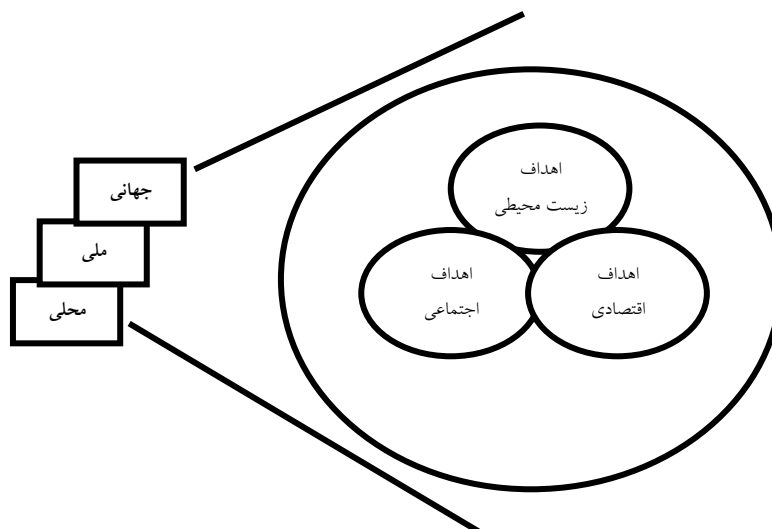 اهداف
زیست محیطی
اهداف
اقتصادی
اهداف
اجتماعی
جهانی
ملی
محلی